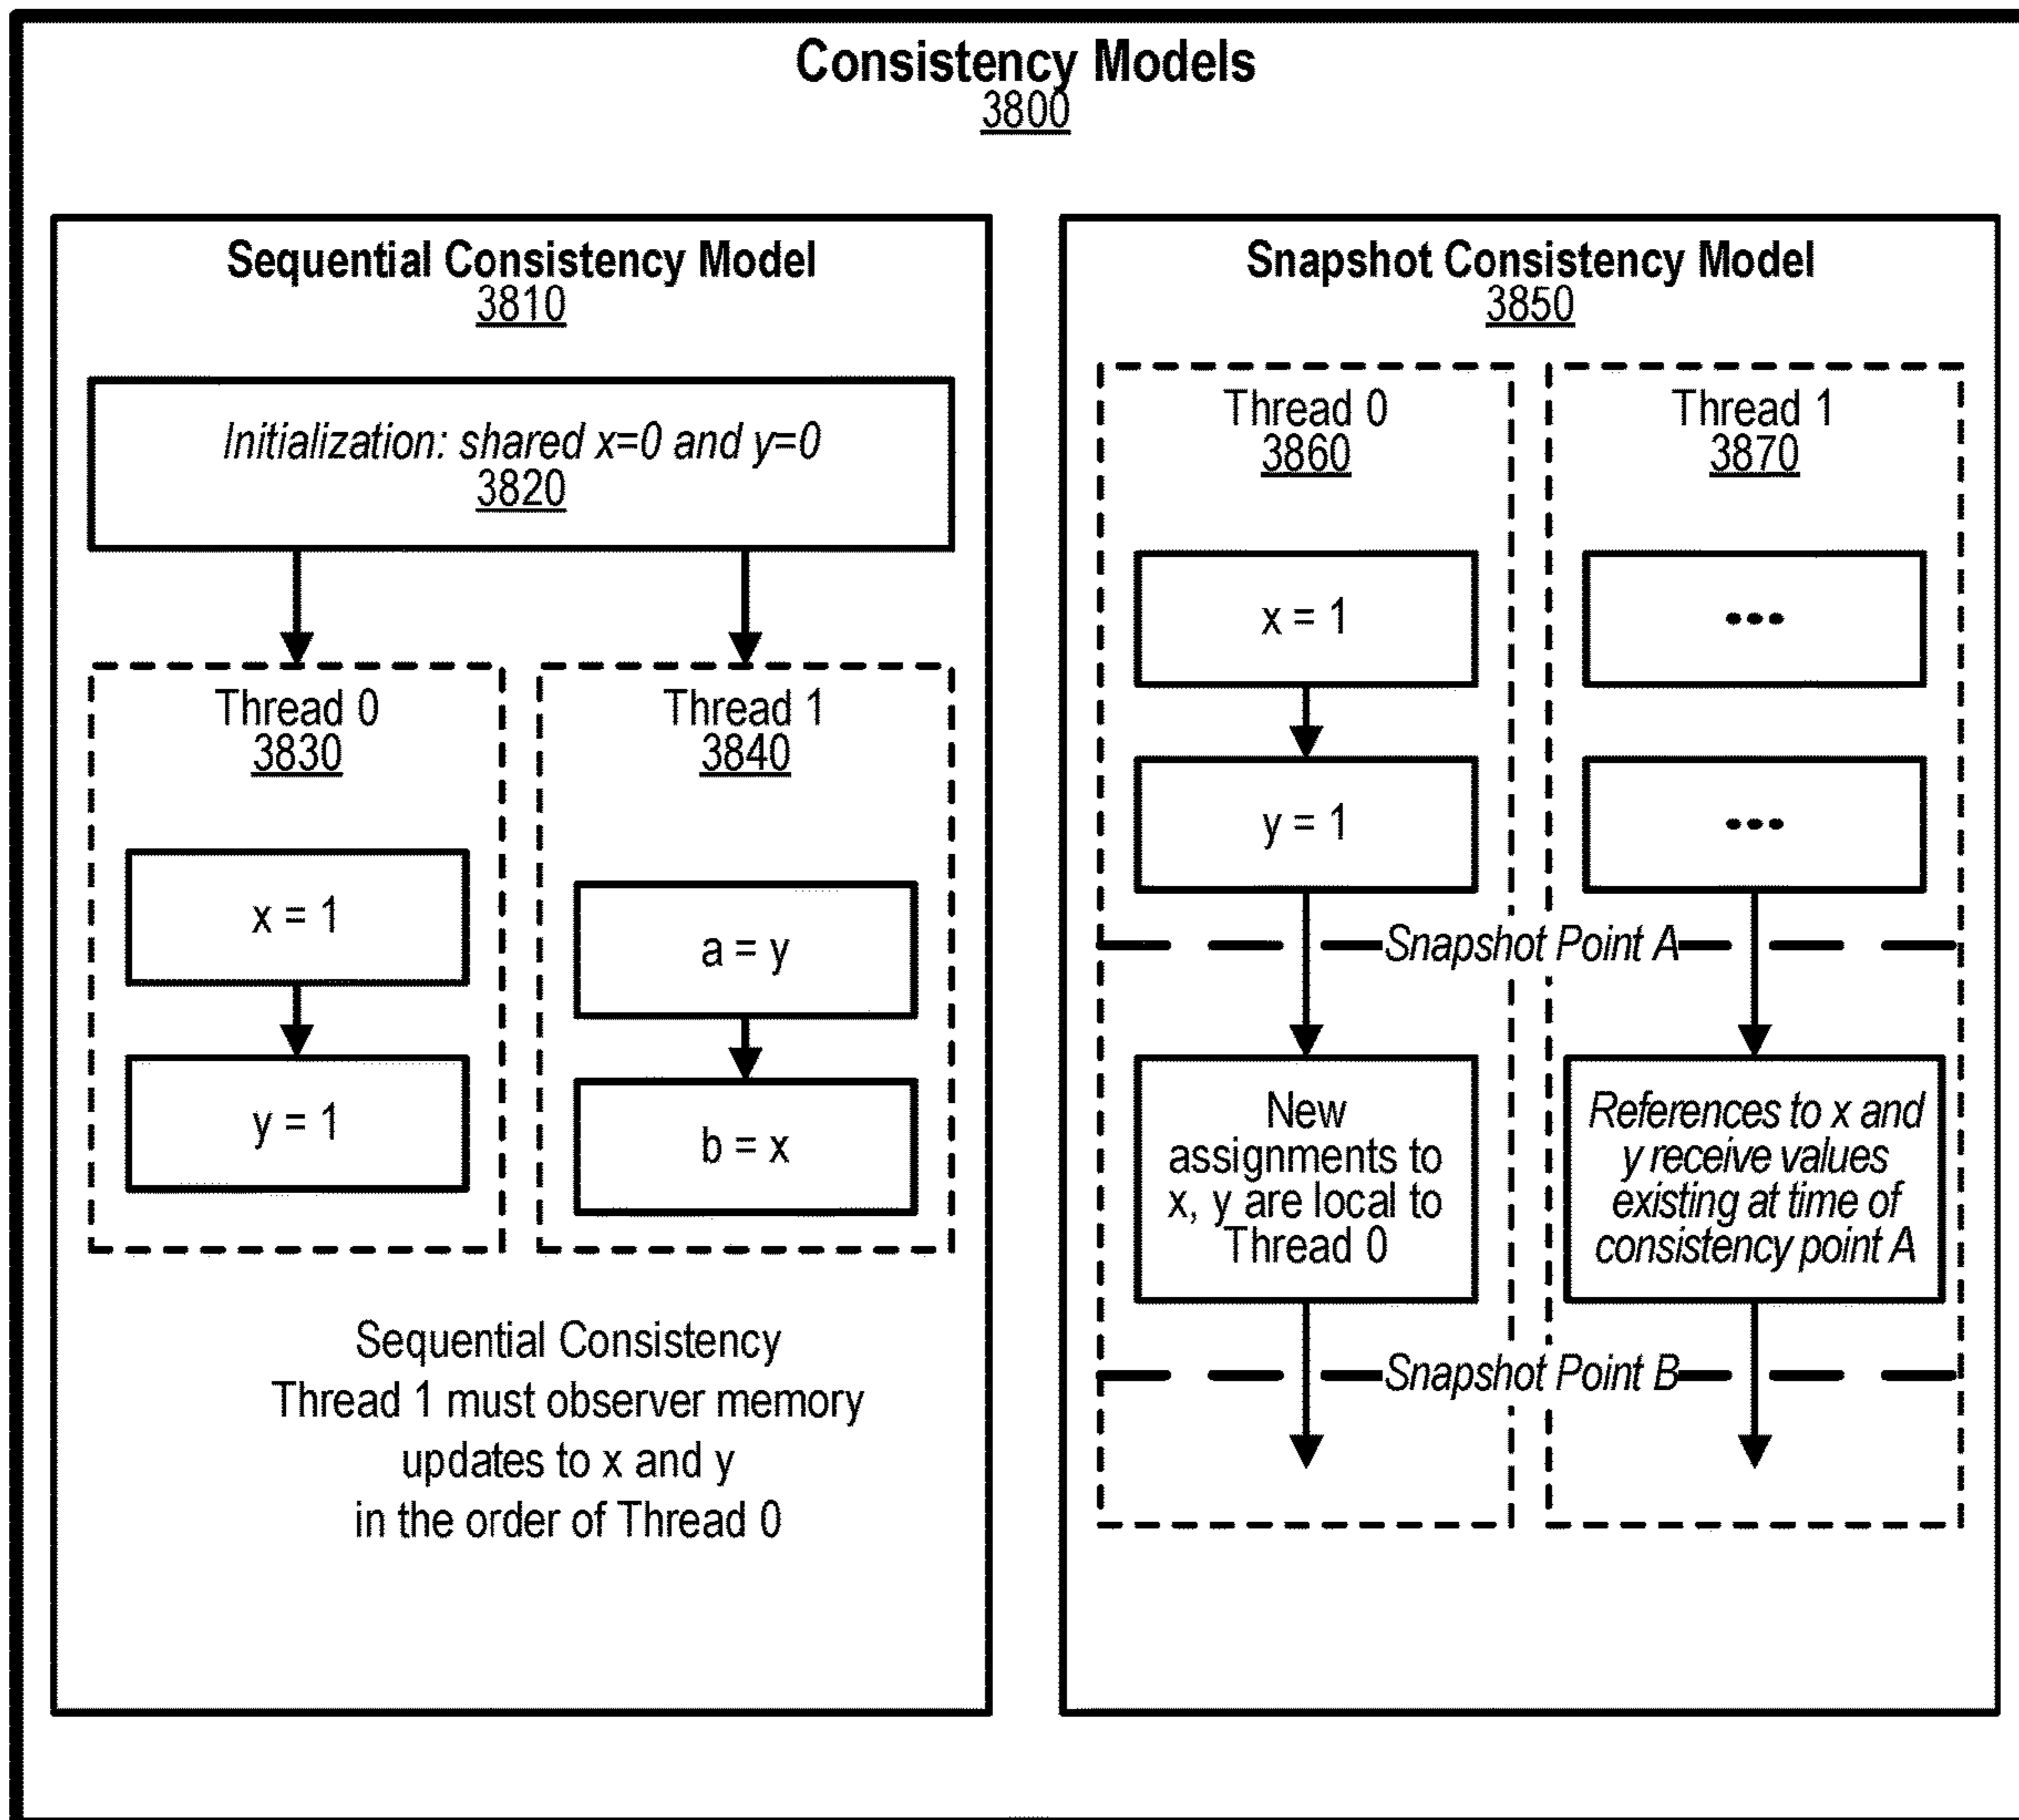 Consistency Models
3800
Sequential Consistency Model
3810
Initialization: shared x=0 and y=0
3820
Thread 0
3830
x = 1
y = 1
Thread 1
3840
a = y
b = x
Sequential Consistency
Thread 1 must observer memory
updates to x and y
in the order of Thread 0
Snapshot Consistency Model
3850
Thread 0
3860
x = 1
y = 1
Thread 1
3870
•••
•••
Snapshot Point A
New
assignments to
x, y are local to
Thread 0
References to x and
y receive values
existing at time of
consistency point A
Snapshot Point B